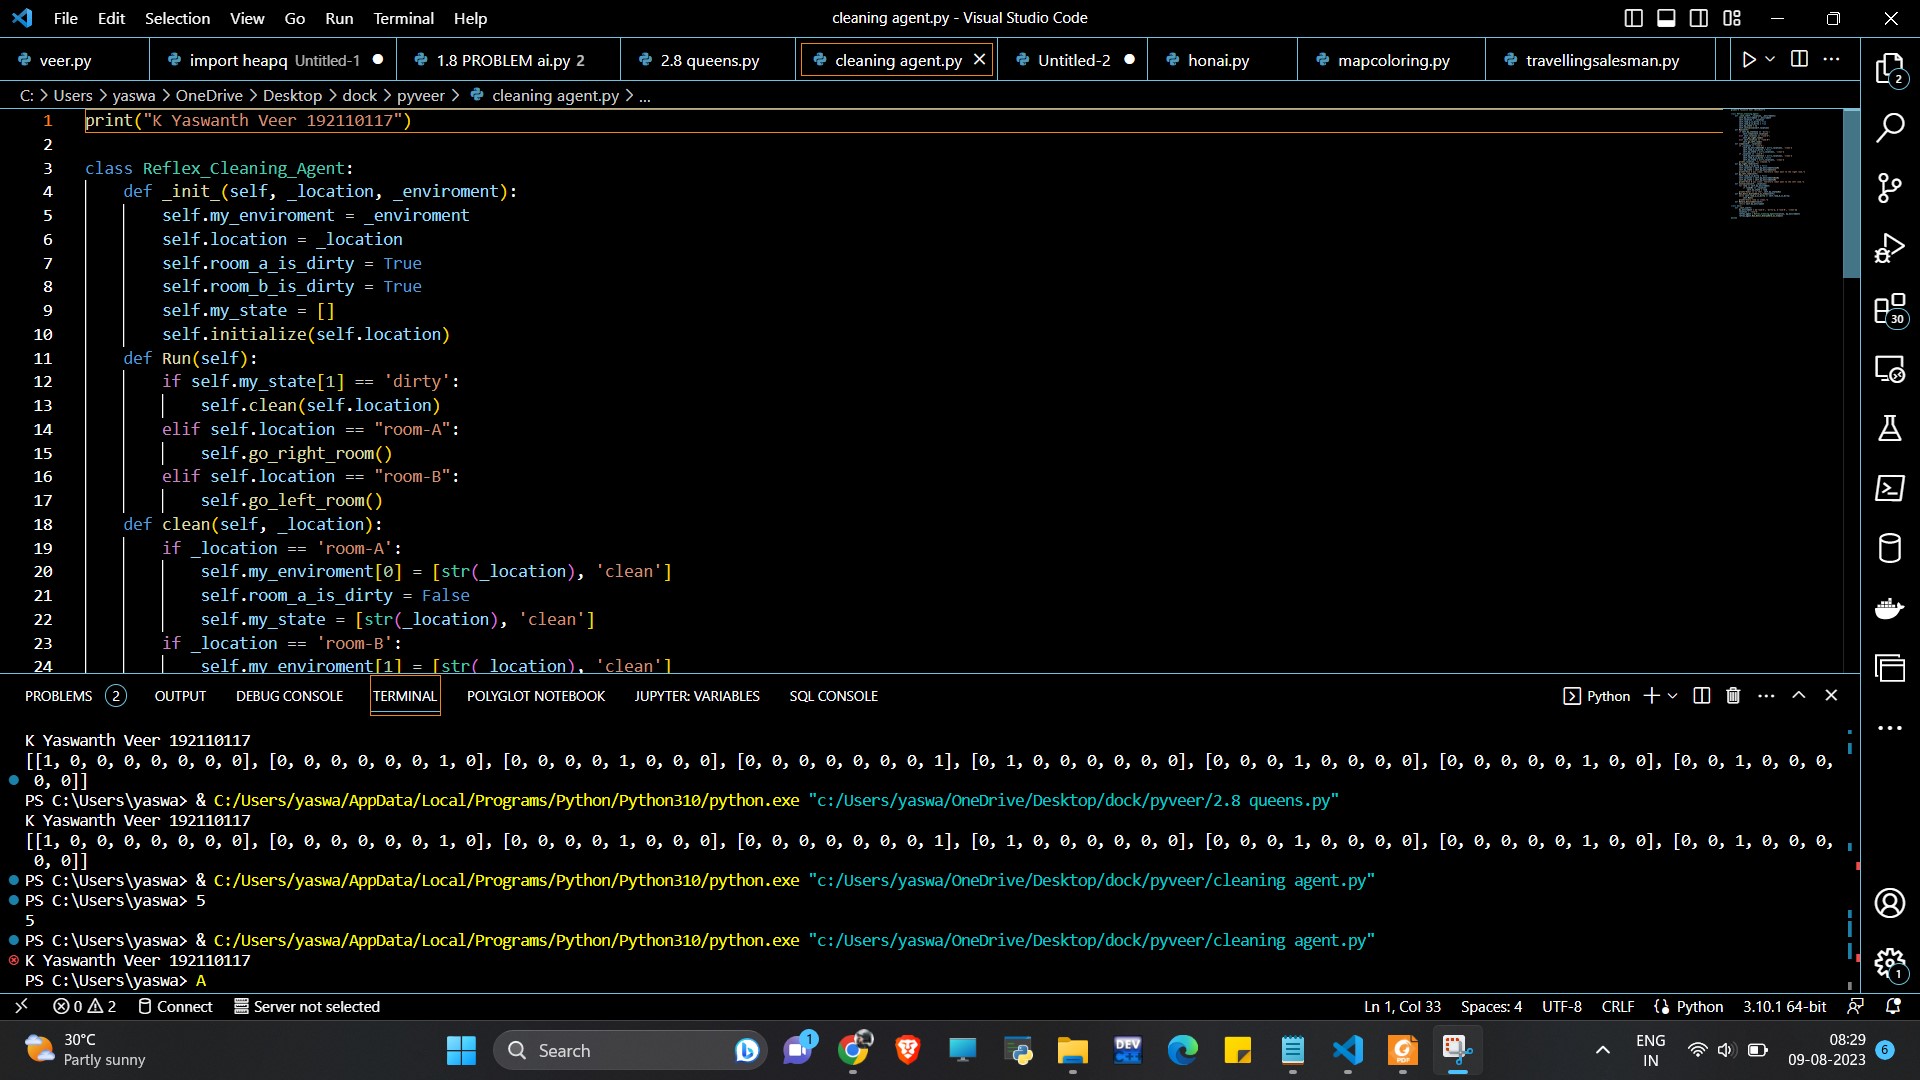 File Edit Selection View Go Run Terminal Help
cleaning agent.py - Visual Studio Code
veer.py
import heapq Untitled-1
1.8 PROBLEM ai.py 2
2.8 queens.py
cleaning agent.py
Untitled-2
honai.py
mapcoloring.py
travellingsalesman.py
C: > Users > yaswa > OneDrive > Desktop > dock > pyveer > cleaning agent.py > ...
1 print("K Yaswanth Veer 192110117")
2
3 class Reflex_Cleaning_Agent:
4 def _init_(self, _location, _enviroment):
5 self.my_enviroment = _enviroment
6 self.location = _location
7 self.room_a_is_dirty = True
8 self.room_b_is_dirty = True
9 self.my_state = []
10 self.initialize(self.location)
11 def Run(self):
12 if self.my_state[1] == 'dirty':
13 self.clean(self.location)
14 elif self.location == "room-A":
15 self.go_right_room()
16 elif self.location == "room-B":
17 self.go_left_room()
18 def clean(self, _location):
19 if _location == 'room-A':
20 self.my_enviroment[0] = [str(_location), 'clean']
21 self.room_a_is_dirty = False
22 self.my_state = [str(_location), 'clean']
23 if _location == 'room-B':
24 self.my_enviroment[1] = [str(_location), 'clean']
2
30
1
PROBLEMS 2 OUTPUT DEBUG CONSOLE TERMINAL POLYGLOT NOTEBOOK JUPYTER: VARIABLES SQL CONSOLE
Python
K Yaswanth Veer 192110117
[[1, 0, 0, 0, 0, 0, 0, 0], [0, 0, 0, 0, 0, 0, 1, 0], [0, 0, 0, 0, 1, 0, 0, 0], [0, 0, 0, 0, 0, 0, 0, 1], [0, 1, 0, 0, 0, 0, 0, 0], [0, 0, 0, 1, 0, 0, 0, 0], [0, 0, 0, 0, 0, 1, 0, 0], [0, 0, 1, 0, 0, 0,
0, 0]]
PS C:\Users\yaswa> & C:/Users/yaswa/AppData/Local/Programs/Python/Python310/python.exe "c:/Users/yaswa/OneDrive/Desktop/dock/pyveer/2.8 queens.py"
K Yaswanth Veer 192110117
[[1, 0, 0, 0, 0, 0, 0, 0], [0, 0, 0, 0, 0, 0, 1, 0], [0, 0, 0, 0, 1, 0, 0, 0], [0, 0, 0, 0, 0, 0, 0, 1], [0, 1, 0, 0, 0, 0, 0, 0], [0, 0, 0, 1, 0, 0, 0, 0], [0, 0, 0, 0, 0, 1, 0, 0], [0, 0, 1, 0, 0, 0,
0, 0]]
PS C:\Users\yaswa> & C:/Users/yaswa/AppData/Local/Programs/Python/Python310/python.exe "c:/Users/yaswa/OneDrive/Desktop/dock/pyveer/cleaning agent.py"
PS C:\Users\yaswa> 5
5
PS C:\Users\yaswa> & C:/Users/yaswa/AppData/Local/Programs/Python/Python310/python.exe "c:/Users/yaswa/OneDrive/Desktop/dock/pyveer/cleaning agent.py"
K Yaswanth Veer 192110117
PS C:\Users\yaswa> A
0 2 Connect Server not selected
Ln 1, Col 33 Spaces: 4 UTF-8 CRLF Python 3.10.1 64-bit
30°C
Partly sunny
Search
1
DEV
PDF
ENG
IN
08:29
09-08-2023
6